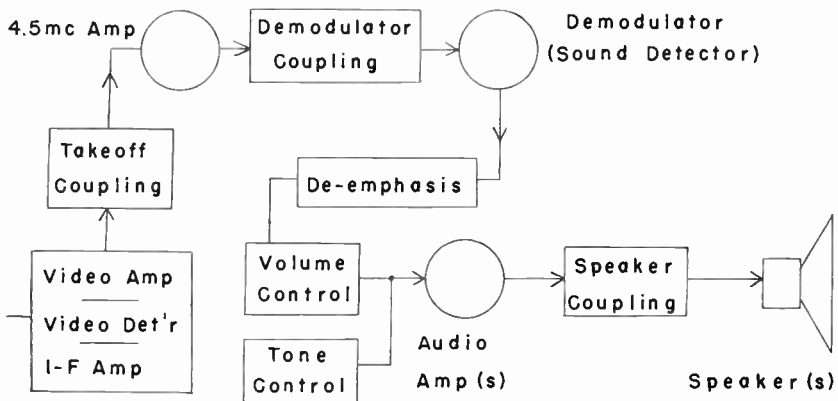 4.5mc Amp
Demodulator
Coupling
Demodulator
(Sound Detector)
Takeoff
Coupling
De-emphasis
Video Amp
Video Det'r
I-F Amp
Volume
Control
Tone
Control
Audio
Amp(s)
Speaker
Coupling
Speaker(s)